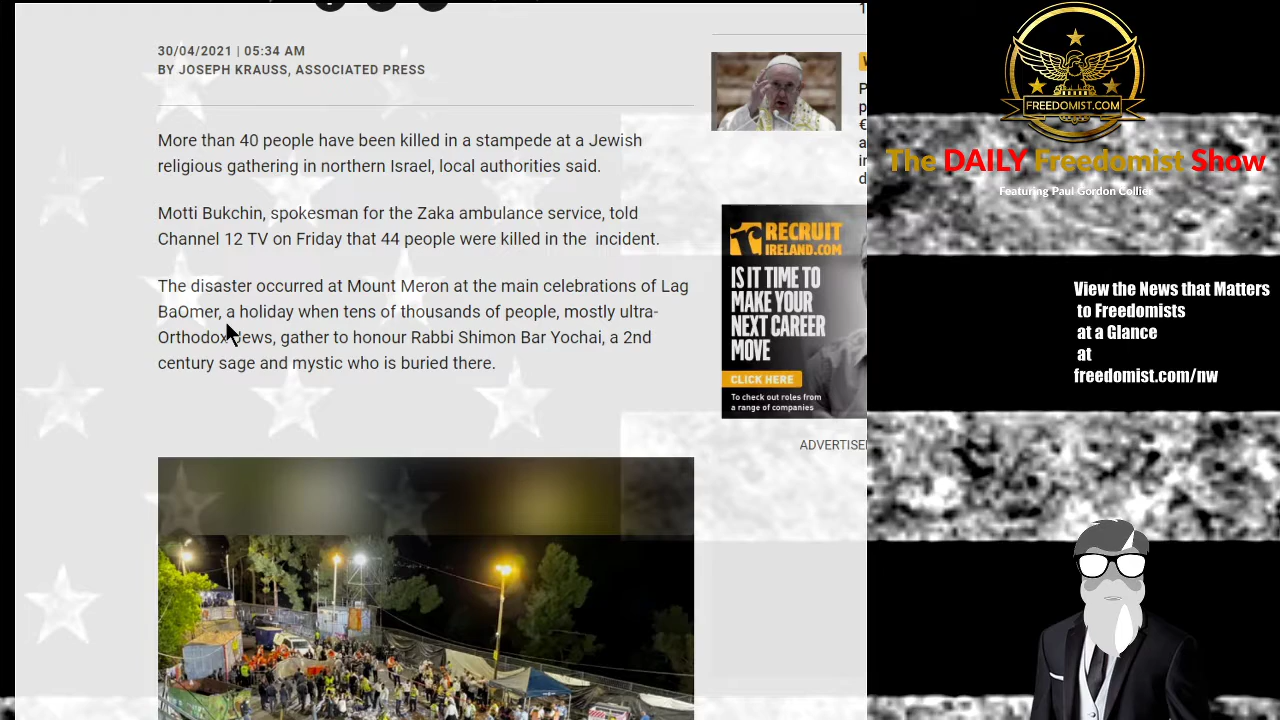 30/04/2021 | 05:34 AM
BY JOSEPH KRAUSS, ASSOCIATED PRESS
More than 40 people have been killed in a stampede at a Jewish
religious gathering in northern Israel, local authorities said.
Motti Bukchin, spokesman for the Zaka ambulance service, told
Channel 12 TV on Friday that 44 people were killed in the incident.
The disaster occurred at Mount Meron at the main celebrations of Lag
BaOmer, a holiday when tens of thousands of people, mostly ultra-
Orthodox Jews, gather to honour Rabbi Shimon Bar Yochai, a 2nd
century sage and mystic who is buried there.
RECRUIT
IRELAND.COM
IS IT TIME TO
MAKE YOUR
NEXT CAREER
MOVE
CLICK HERE
To check out roles from
a range of companies
FREEDOMIST.COM
The DAILY Freedomist Show
Featuring Paul Gordon Collier
View the News that Matters
to Freedomists
at a Glance
at
freedomist.com/nw